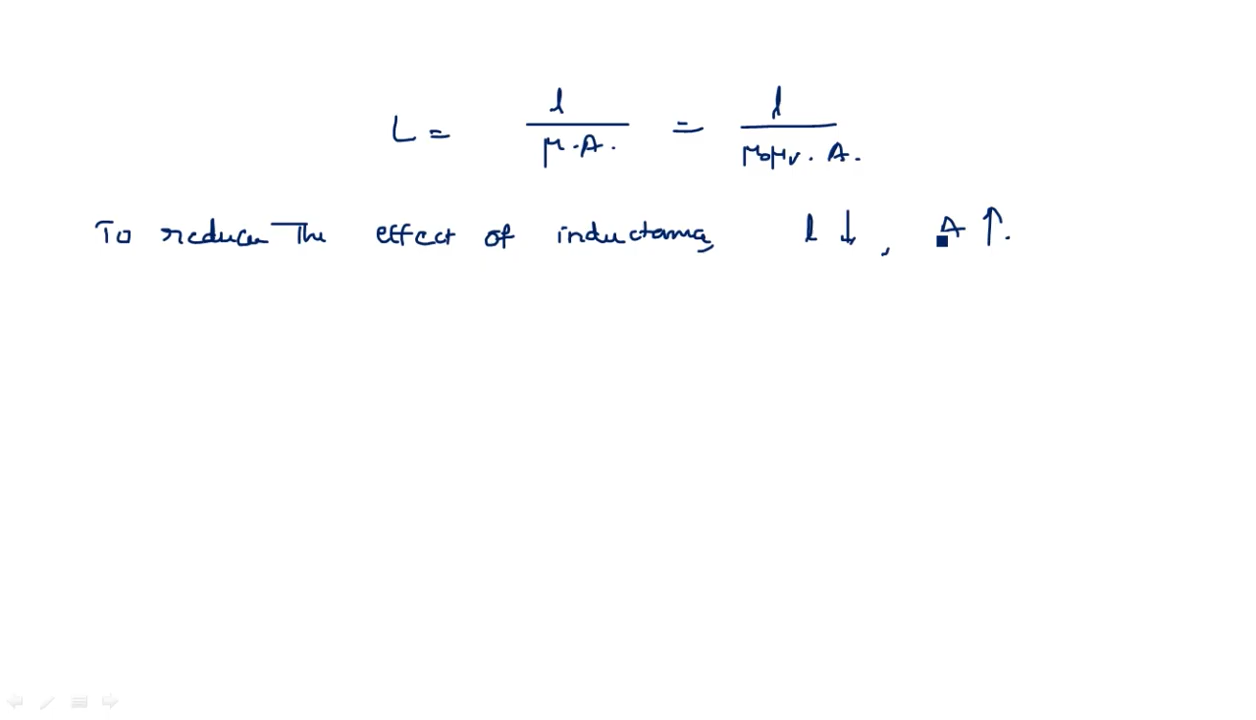 L = l / μ . A . = l / μ₀μr . A .
To reduce the effect of inductance, l ↓ , A ↑ .